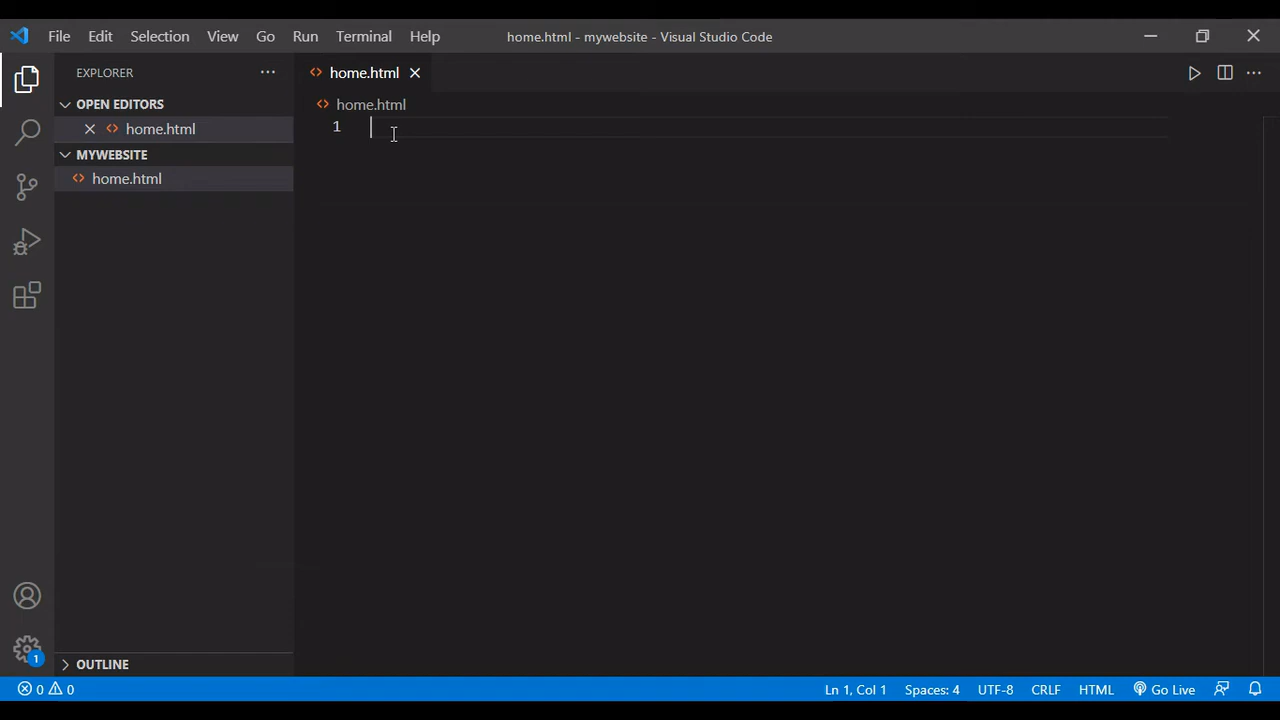 File Edit Selection View Go Run Terminal Help home.html - mywebsite - Visual Studio Code
EXPLORER
OPEN EDITORS
home.html
MYWEBSITE
home.html
OUTLINE
home.html
home.html
1
1
0 0 Ln 1, Col 1 Spaces: 4 UTF-8 CRLF HTML Go Live